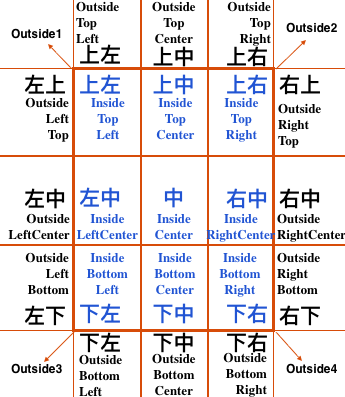 Outside
Top
Left
上左
Outside
Top
Center
上中
Outside
Top
Right
上右
Outside1
Outside2
左上
Outside
Left
Top
上左
Inside
Top
Left
上中
Inside
Top
Center
上右
Inside
Top
Right
右上
Outside
Right
Top
左中
Outside
LeftCenter
左中
Inside
LeftCenter
中
Inside
Center
右中
Inside
RightCenter
右中
Outside
RightCenter
Outside
Left
Bottom
左下
Inside
Bottom
Left
下左
Inside
Bottom
Center
下中
Inside
Bottom
Right
下右
Outside
Right
Bottom
右下
Outside3
下左
Outside
Bottom
Left
下中
Outside
Bottom
Center
下右
Outside
Bottom
Right
Outside4